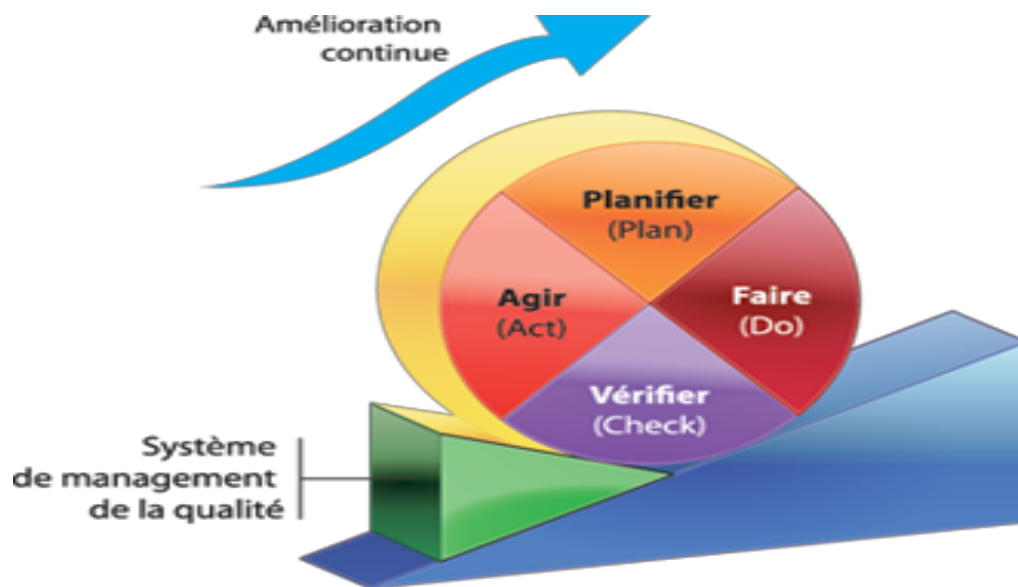 Amélioration
continue
Planifier
(Plan)
Agir
(Act)
Faire
(Do)
Vérifier
(Check)
Système
de management
de la qualité